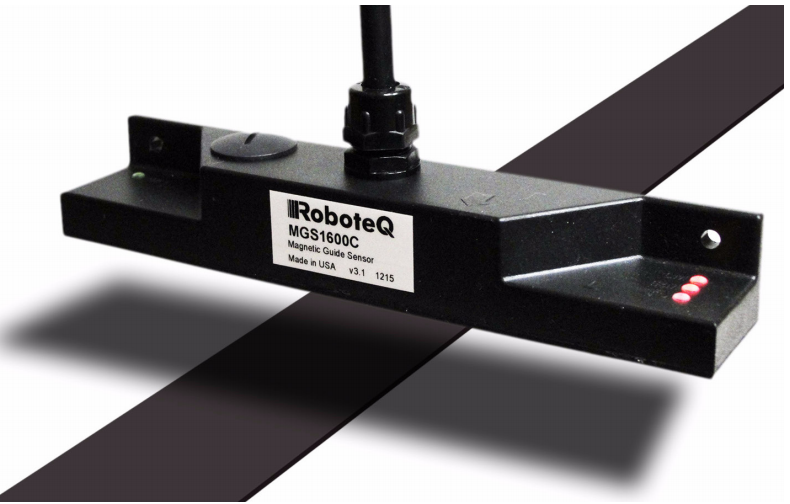 RoboteQ
MGS1600C
Magnetic Guide Sensor
Made in USA v3.1 1215